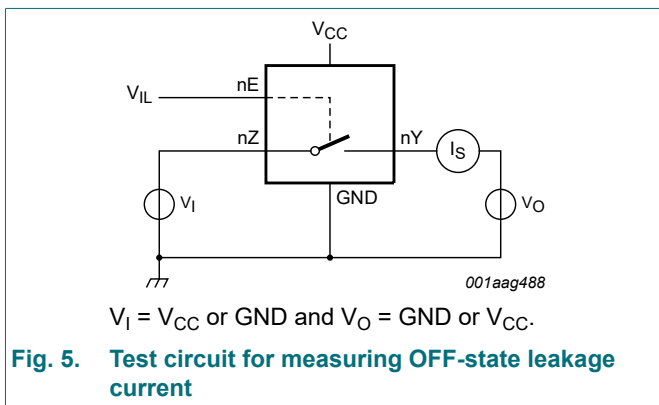 VCC
nE
VIL
nZ
nY
IS
GND
VI
VO
001aag488
VI = VCC or GND and VO = GND or VCC.
Fig. 5. Test circuit for measuring OFF-state leakage
current